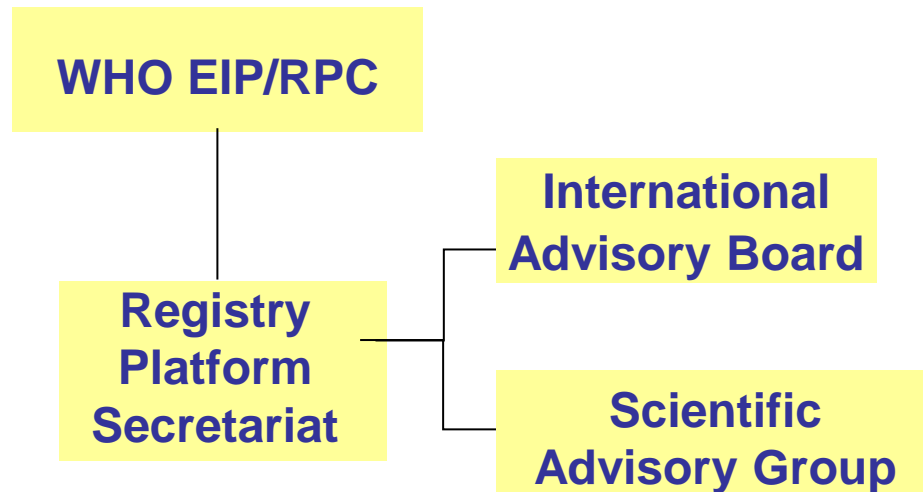 WHO EIP/RPC
International
Advisory Board
Registry
Platform
Secretariat
Scientific
Advisory Group